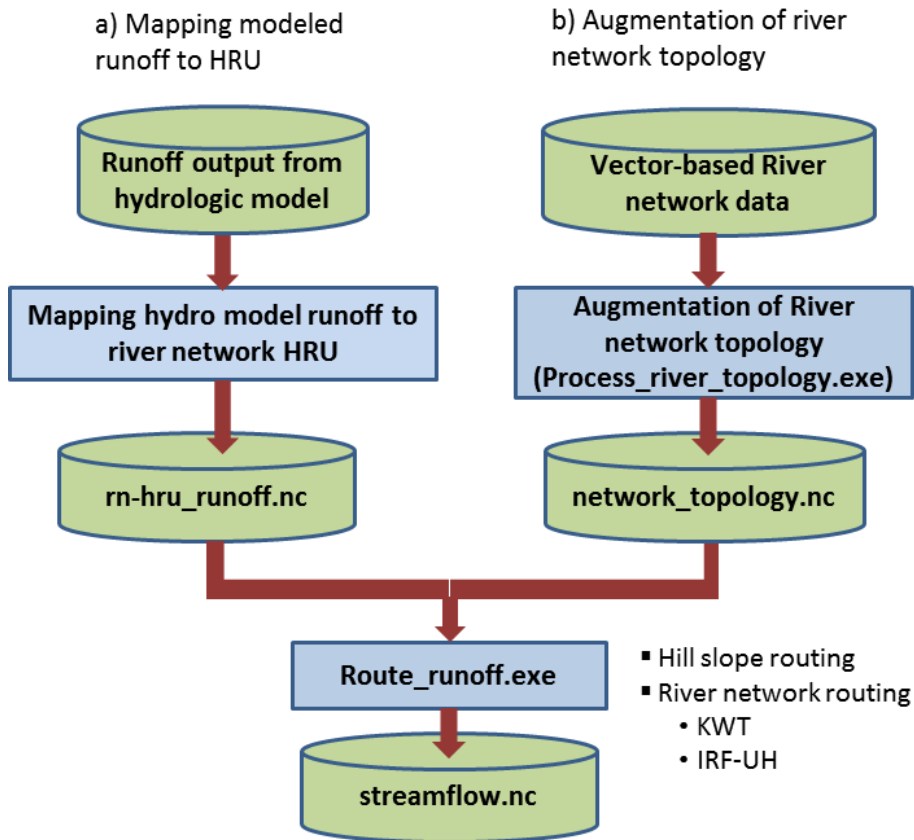 a) Mapping modeled
runoff to HRU
b) Augmentation of river
network topology
Runoff output from
hydrologic model
Vector-based River
network data
Mapping hydro model runoff to
river network HRU
Augmentation of River
network topology
(Process_river_topology.exe)
rn-hru_runoff.nc
network_topology.nc
Route_runoff.exe
▪ Hill slope routing
▪ River network routing
• KWT
• IRF-UH
streamflow.nc